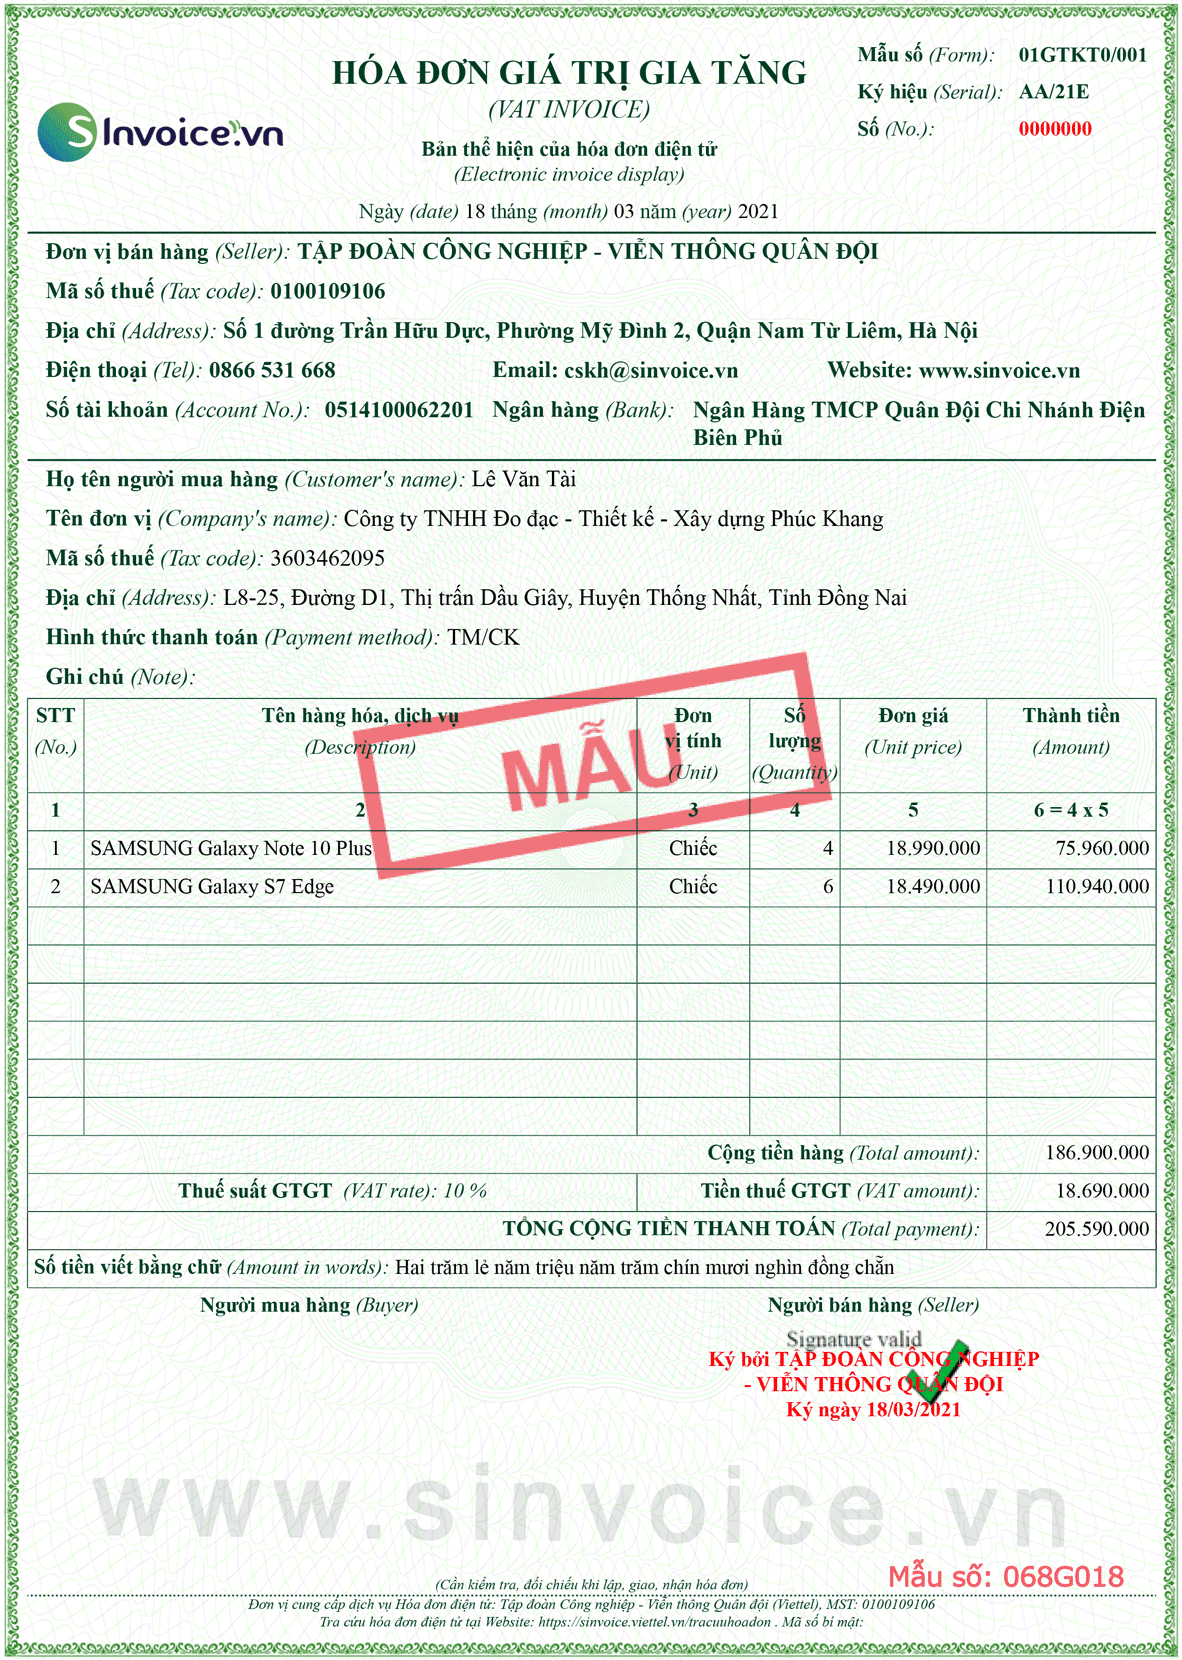 HÓA ĐƠN GIÁ TRỊ GIA TĂNG
(VAT INVOICE)
Bản thể hiện của hóa đơn điện tử
(Electronic invoice display)
Ngày (date) 18 tháng (month) 03 năm (year) 2021
Mẫu số (Form): 01GTKT0/001
Ký hiệu (Serial): AA/21E
Số (No.): 0000000
SInvoice.vn
Đơn vị bán hàng (Seller): TẬP ĐOÀN CÔNG NGHIỆP - VIỄN THÔNG QUÂN ĐỘI
Mã số thuế (Tax code): 0100109106
Địa chỉ (Address): Số 1 đường Trần Hữu Dực, Phường Mỹ Đình 2, Quận Nam Từ Liêm, Hà Nội
Điện thoại (Tel): 0866 531 668 Email: cskh@sinvoice.vn Website: www.sinvoice.vn
Số tài khoản (Account No.): 0514100062201 Ngân hàng (Bank): Ngân Hàng TMCP Quân Đội Chi Nhánh Điện
Biên Phủ
Họ tên người mua hàng (Customer's name): Lê Văn Tài
Tên đơn vị (Company's name): Công ty TNHH Đo đạc - Thiết kế - Xây dựng Phúc Khang
Mã số thuế (Tax code): 3603462095
Địa chỉ (Address): L8-25, Đường D1, Thị trấn Dầu Giây, Huyện Thống Nhất, Tỉnh Đồng Nai
Hình thức thanh toán (Payment method): TM/CK
Ghi chú (Note):
MẪU
STT Tên hàng hóa, dịch vụ Đơn Số Đơn giá Thành tiền
vị tính lượng
(No.) (Description) (Unit) (Quantity) (Unit price) (Amount)
1 2 3 4 5 6 = 4 x 5
1 SAMSUNG Galaxy Note 10 Plus Chiếc 4 18.990.000 75.960.000
2 SAMSUNG Galaxy S7 Edge Chiếc 6 18.490.000 110.940.000
Cộng tiền hàng (Total amount): 186.900.000
Thuế suất GTGT (VAT rate): 10 % Tiền thuế GTGT (VAT amount): 18.690.000
TỔNG CỘNG TIỀN THANH TOÁN (Total payment): 205.590.000
Số tiền viết bằng chữ (Amount in words): Hai trăm lẻ năm triệu năm trăm chín mươi nghìn đồng chẵn
Người mua hàng (Buyer) Người bán hàng (Seller)
Signature valid
Ký bởi TẬP ĐOÀN CÔNG NGHIỆP
- VIỄN THÔNG QUÂN ĐỘI
Ký ngày 18/03/2021
www.sinvoice.vn
Mẫu số: 068G018
(Cần kiểm tra, đối chiếu khi lập, giao, nhận hóa đơn)
Đơn vị cung cấp dịch vụ Hóa đơn điện tử: Tập đoàn Công nghiệp - Viễn thông Quân đội (Viettel), MST: 0100109106
Tra cứu hóa đơn điện tử tại Website: https://sinvoice.viettel.vn/tracuuhoadon . Mã số bí mật: